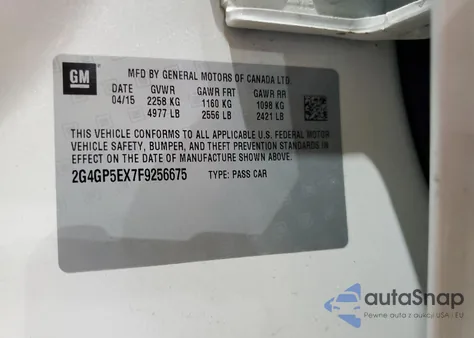 GM
MFD BY GENERAL MOTORS OF CANADA LTD
DATE GVWR GAWR FRT GAWR RR
04/15 2258 KG 1160 KG 1098 KG
4977 LB 2556 LB 2421 LB
THIS VEHICLE CONFORMS TO ALL APPLICABLE U.S. FEDERAL MOTOR
VEHICLE SAFETY, BUMPER, AND THEFT PREVENTION STANDARDS IN
EFFECT ON THE DATE OF MANUFACTURE SHOWN ABOVE.
2G4GP5EX7F9256675 TYPE: PASS CAR
autoSnap
Pewne auto z aukcji USA i EU